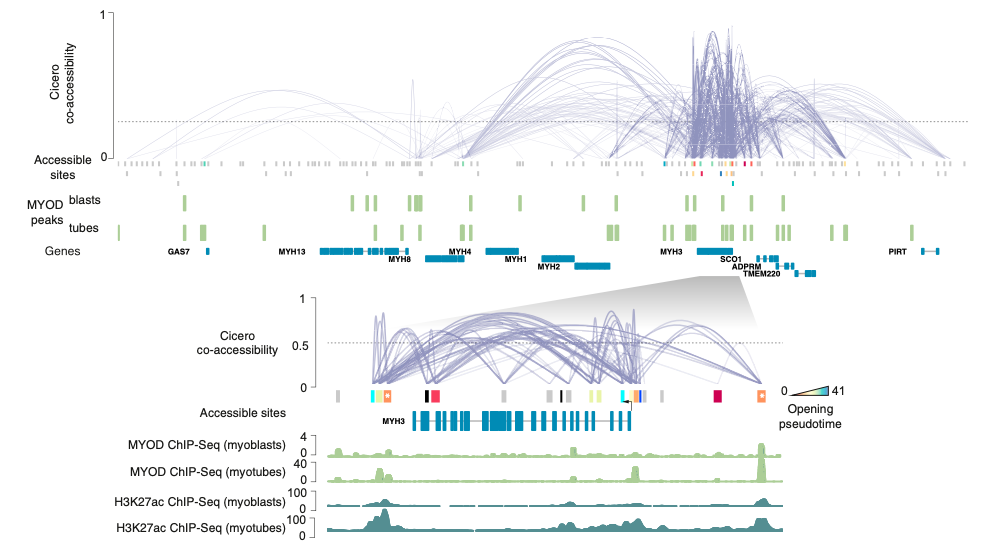 1
Cicero
co-accessibility
0
Accessible
sites
MYOD
peaks
blasts
tubes
Genes
GAS7
MYH13
MYH8
MYH4
MYH1
MYH2
MYH3
SCO1
ADPRM
TMEM220
PIRT
1
Cicero
co-accessibility
0.5
0
* *
0 41
Opening
pseudotime
Accessible sites
MYH3
MYOD ChIP-Seq (myoblasts)
4
0
MYOD ChIP-Seq (myotubes)
40
0
H3K27ac ChIP-Seq (myoblasts)
100
0
H3K27ac ChIP-Seq (myotubes)
100
0